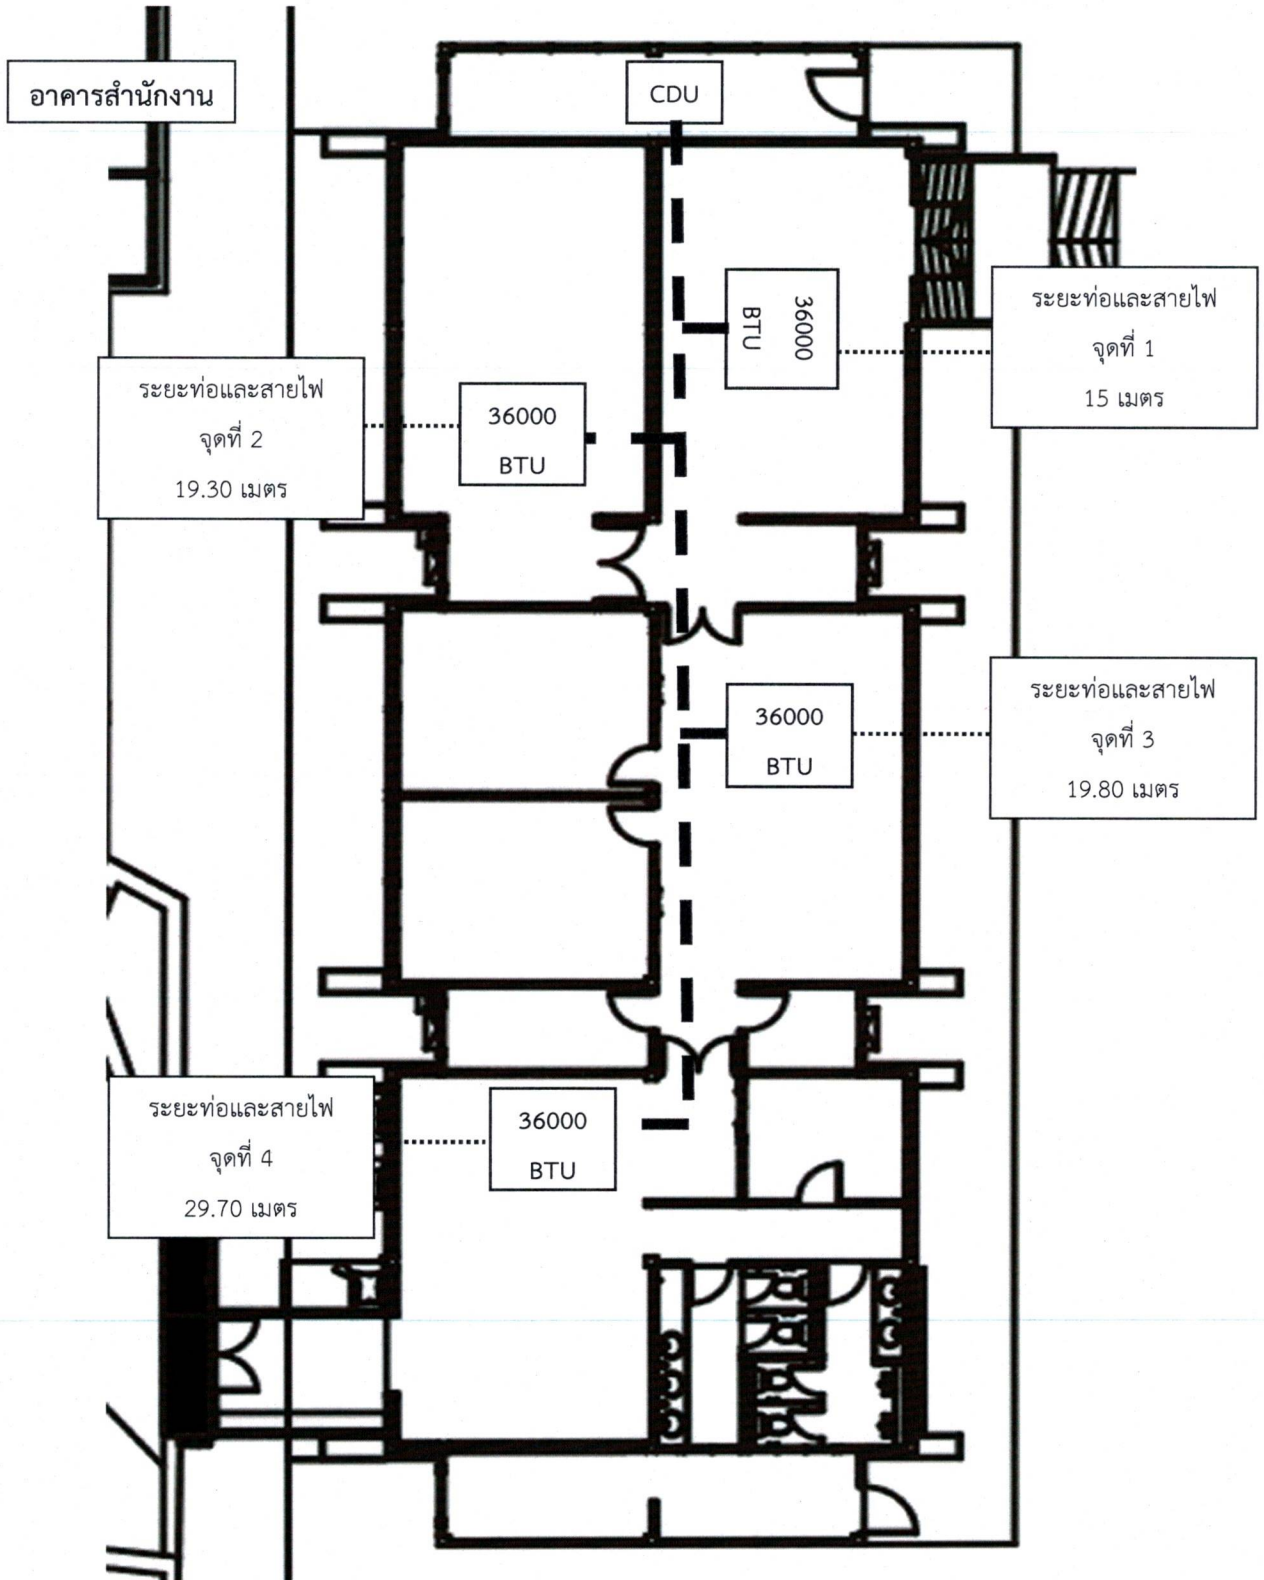 อาคารสำนักงาน
CDU
36000
BTU
ระยะท่อและสายไฟ
จุดที่ 1
15 เมตร
ระยะท่อและสายไฟ
จุดที่ 2
19.30 เมตร
36000
BTU
ระยะท่อและสายไฟ
จุดที่ 3
19.80 เมตร
36000
BTU
ระยะท่อและสายไฟ
จุดที่ 4
29.70 เมตร
36000
BTU